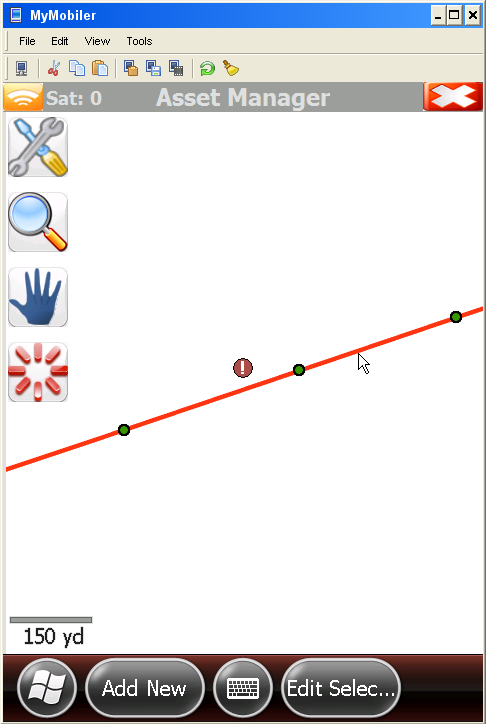 MyMobiler
File Edit View Tools
Sat: 0 Asset Manager
!
150 yd
Add New Edit Selec...